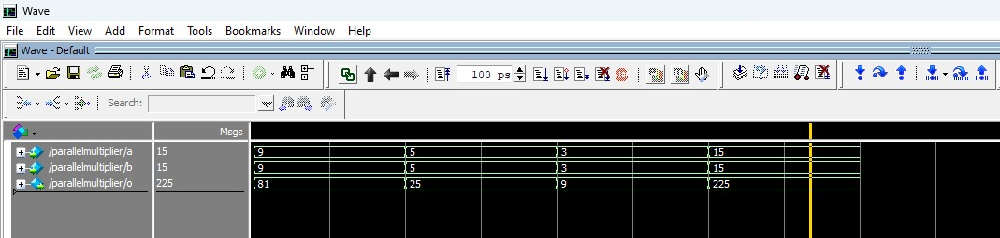 Wave
File Edit View Add Format Tools Bookmarks Window Help
Wave - Default
100 ps
Search:
Msgs
/parallelmultiplier/a 15 9 5 3 15
/parallelmultiplier/b 15 9 5 3 15
/parallelmultiplier/o 225 81 25 9 225